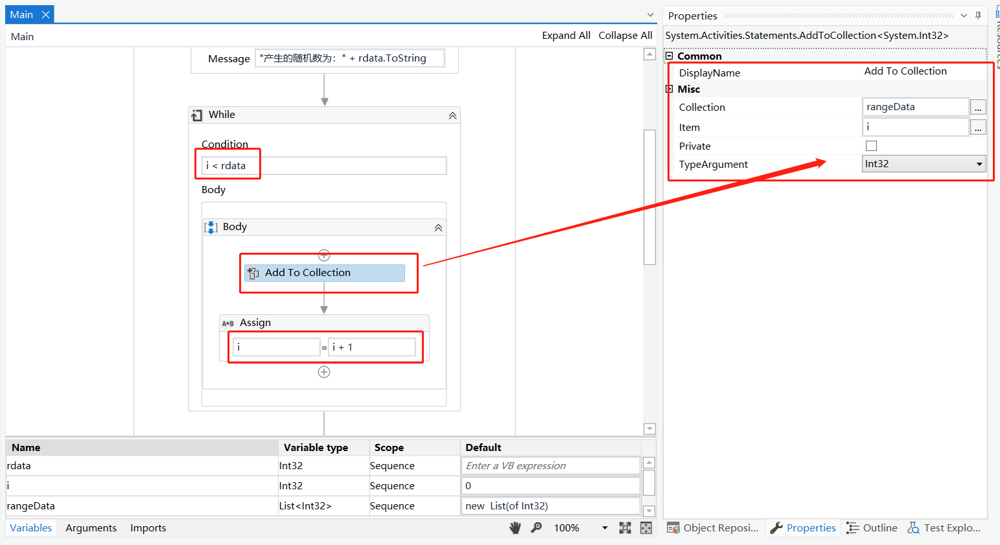 Main
Main
Expand All Collapse All
Message "产生的随机数为：" + rdata.ToString
While
Condition
i < rdata
Body
Body
Add To Collection
A←B Assign
i = i + 1
Name Variable type Scope Default
rdata Int32 Sequence Enter a VB expression
i Int32 Sequence 0
rangeData List<Int32> Sequence new List(of Int32)
Variables Arguments Imports 100%
Properties
System.Activities.Statements.AddToCollection<System.Int32>
Common
DisplayName Add To Collection
Misc
Collection rangeData ...
Item i ...
Private
TypeArgument Int32
Object Reposi... Properties Outline Test Explo...